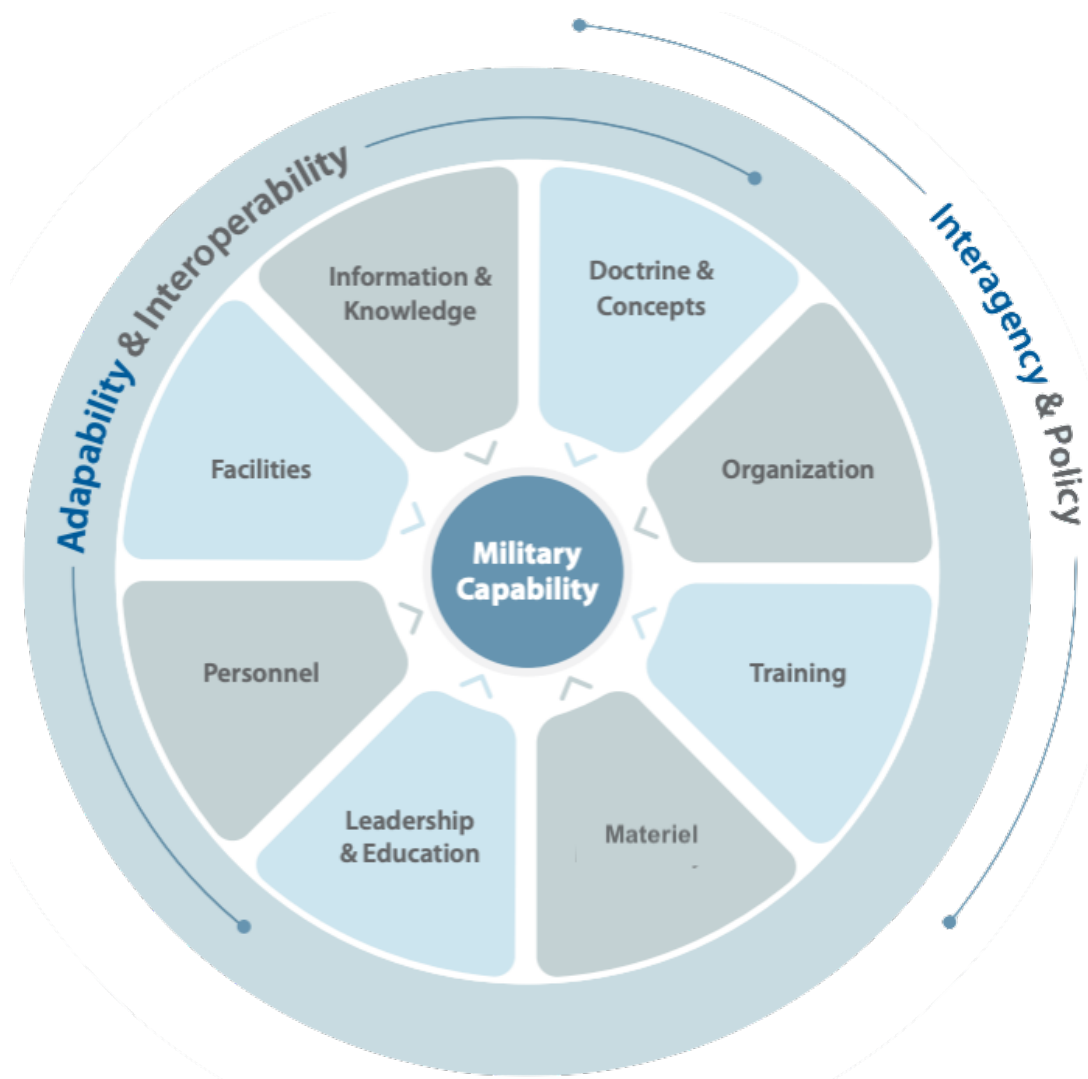 Adapability & Interoperability
Interagency & Policy
Information &
Knowledge
Doctrine &
Concepts
Facilities
Organization
Military
Capability
Personnel
Training
Leadership
& Education
Materiel